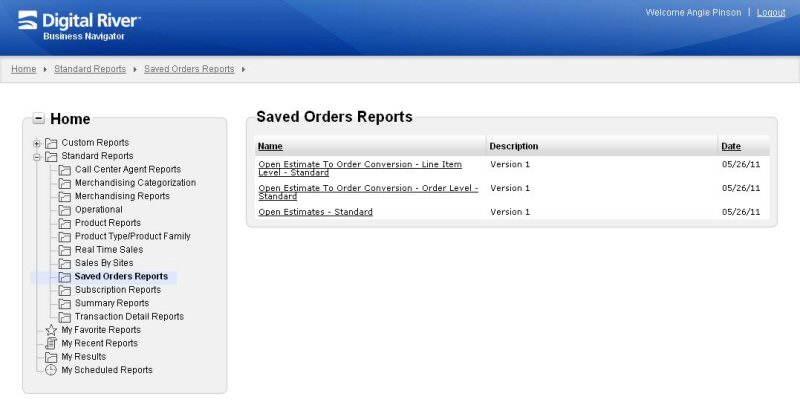 Digital River
Business Navigator
Welcome Angie Pinson | Logout
Home Standard Reports Saved Orders Reports
Home
Custom Reports
Standard Reports
Call Center Agent Reports
Merchandising Categorization
Merchandising Reports
Operational
Product Reports
Product Type/Product Family
Real Time Sales
Sales By Sites
Saved Orders Reports
Subscription Reports
Summary Reports
Transaction Detail Reports
My Favorite Reports
My Recent Reports
My Results
My Scheduled Reports
Saved Orders Reports
Name Description Date
Open Estimate To Order Conversion - Line Item Version 1 05/26/11
Level - Standard
Open Estimate To Order Conversion - Order Level - Version 1 05/26/11
Standard
Open Estimates - Standard Version 1 05/26/11